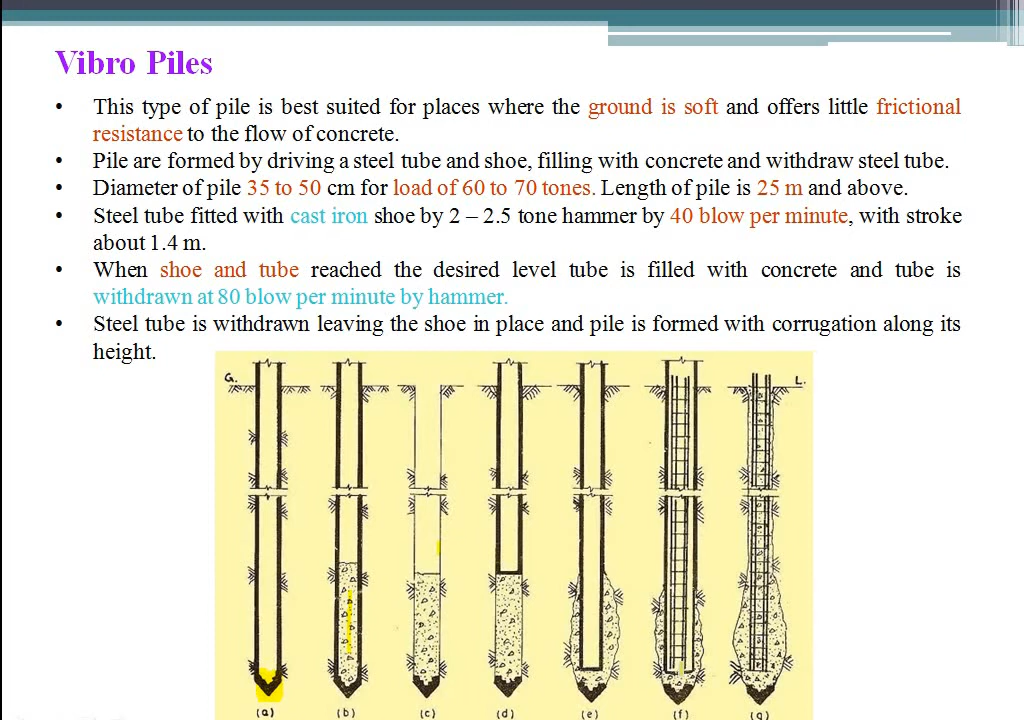 Vibro Piles
• This type of pile is best suited for places where the ground is soft and offers little frictional
resistance to the flow of concrete.
• Pile are formed by driving a steel tube and shoe, filling with concrete and withdraw steel tube.
• Diameter of pile 35 to 50 cm for load of 60 to 70 tones. Length of pile is 25 m and above.
• Steel tube fitted with cast iron shoe by 2 – 2.5 tone hammer by 40 blow per minute, with stroke
about 1.4 m.
• When shoe and tube reached the desired level tube is filled with concrete and tube is
withdrawn at 80 blow per minute by hammer.
• Steel tube is withdrawn leaving the shoe in place and pile is formed with corrugation along its
height.
G. L.
(a) (b) (c) (d) (e) (f) (g)